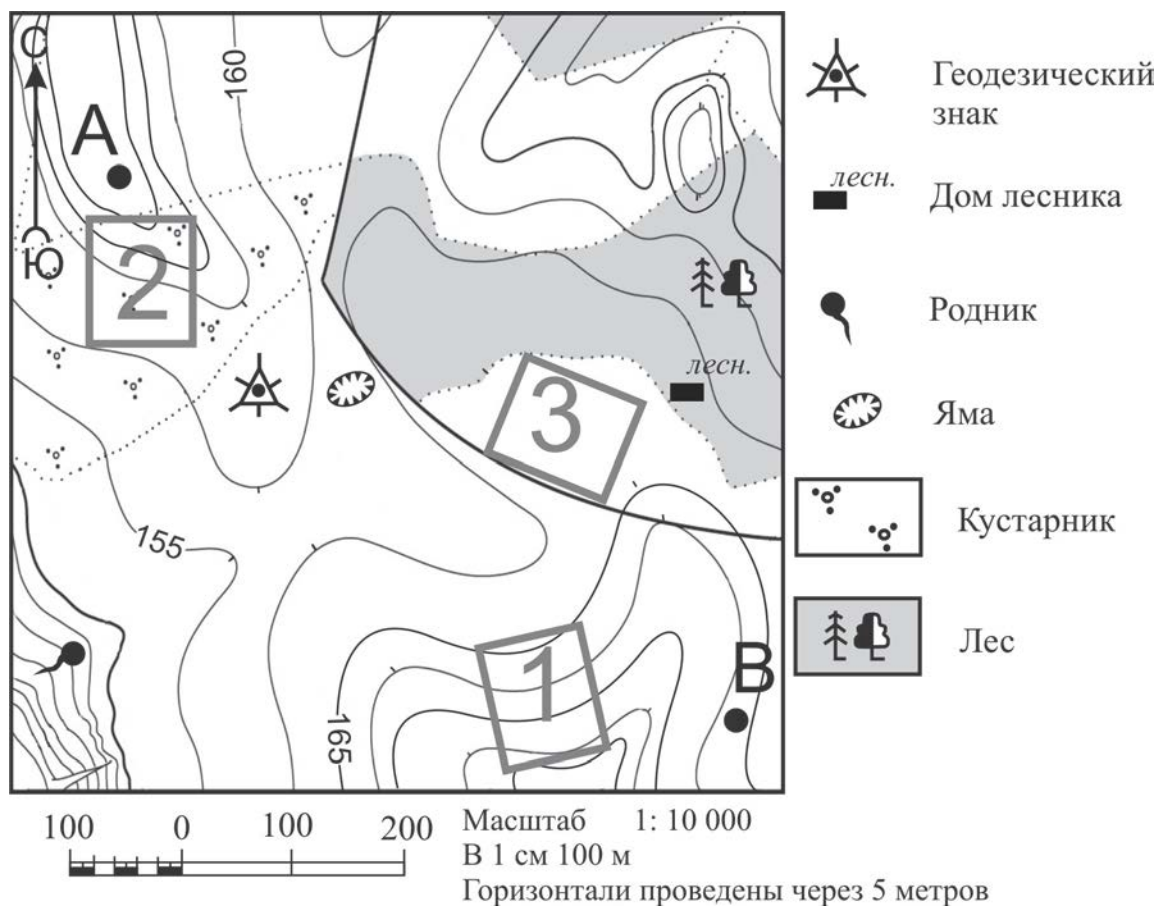 С
А
Ю
2
160
лесн.
3
155
165
1
В
Геодезический
знак
лесн.
Дом лесника
Родник
Яма
Кустарник
Лес
100 0 100 200
Масштаб 1: 10 000
В 1 см 100 м
Горизонтали проведены через 5 метров